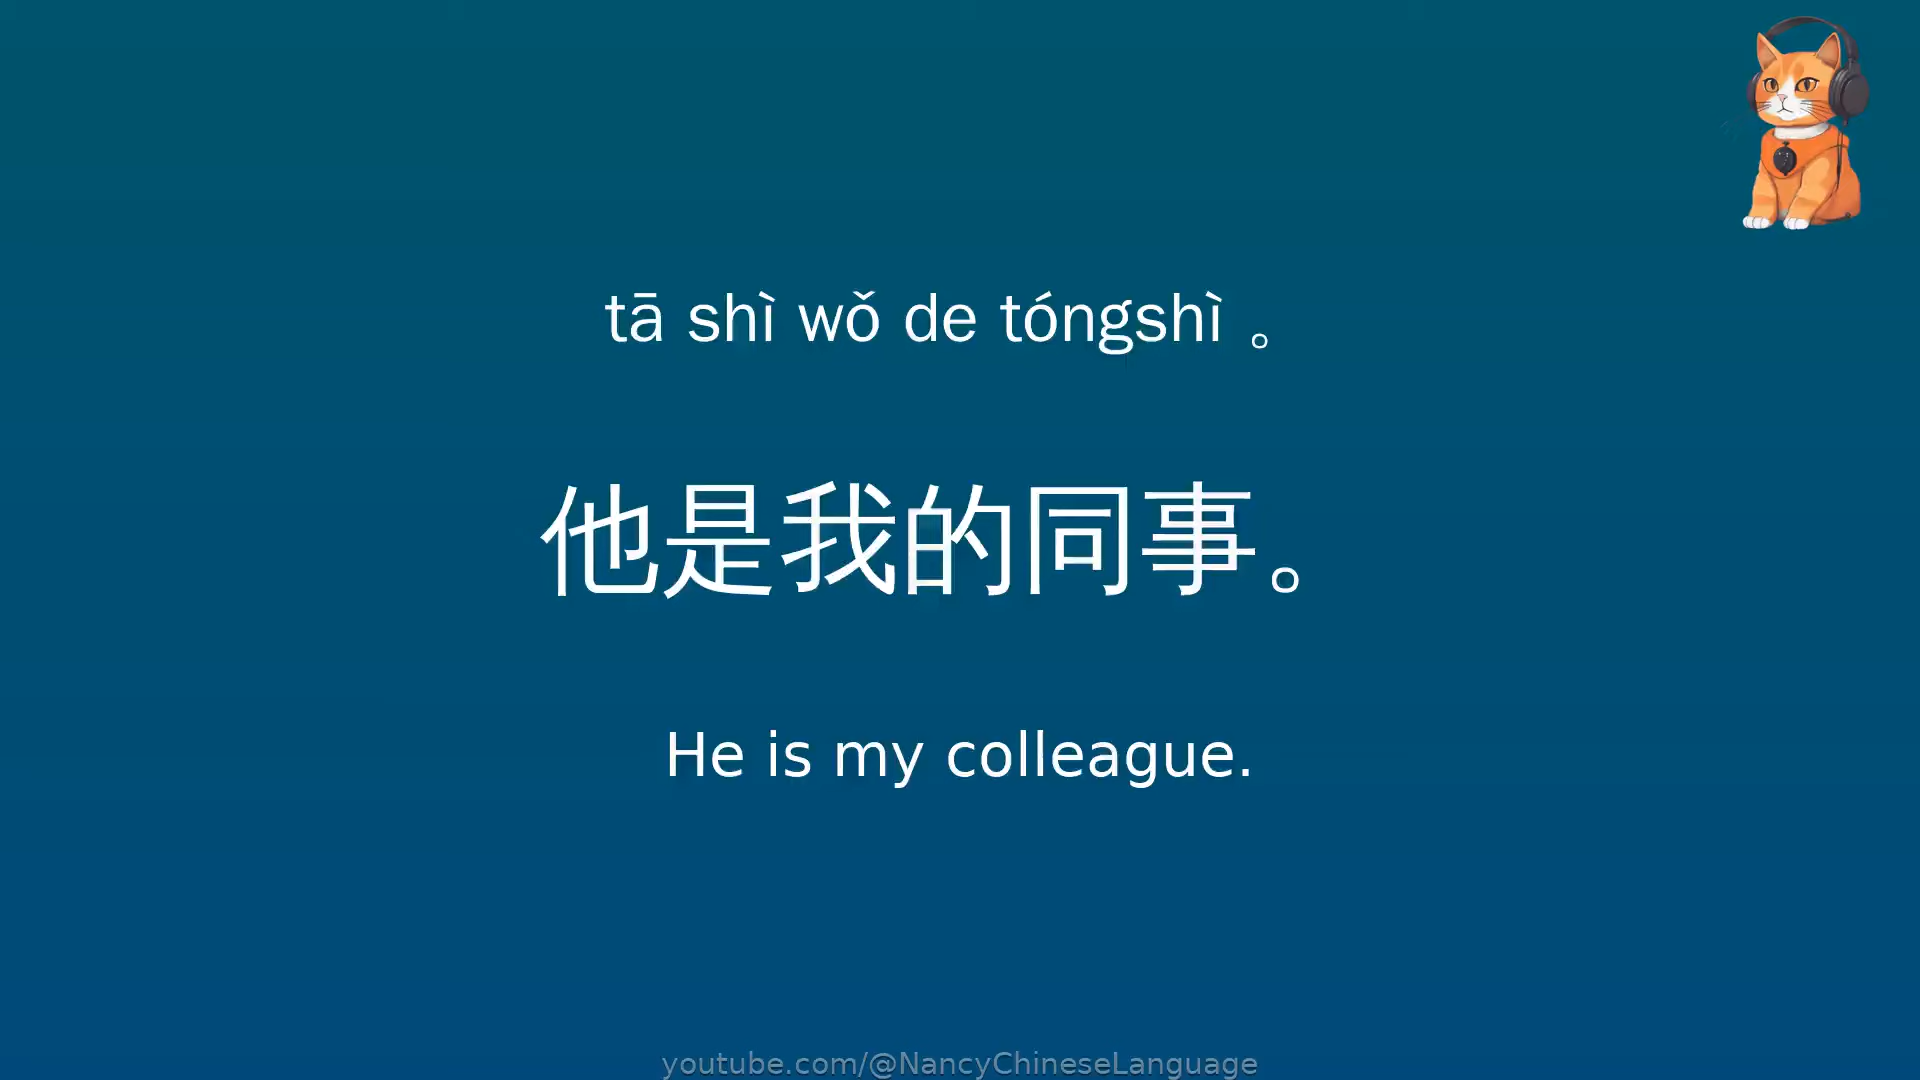 tā shì wǒ de tóngshì 。
他是我的同事。
He is my colleague.
youtube.com/@NancyChineseLanguage